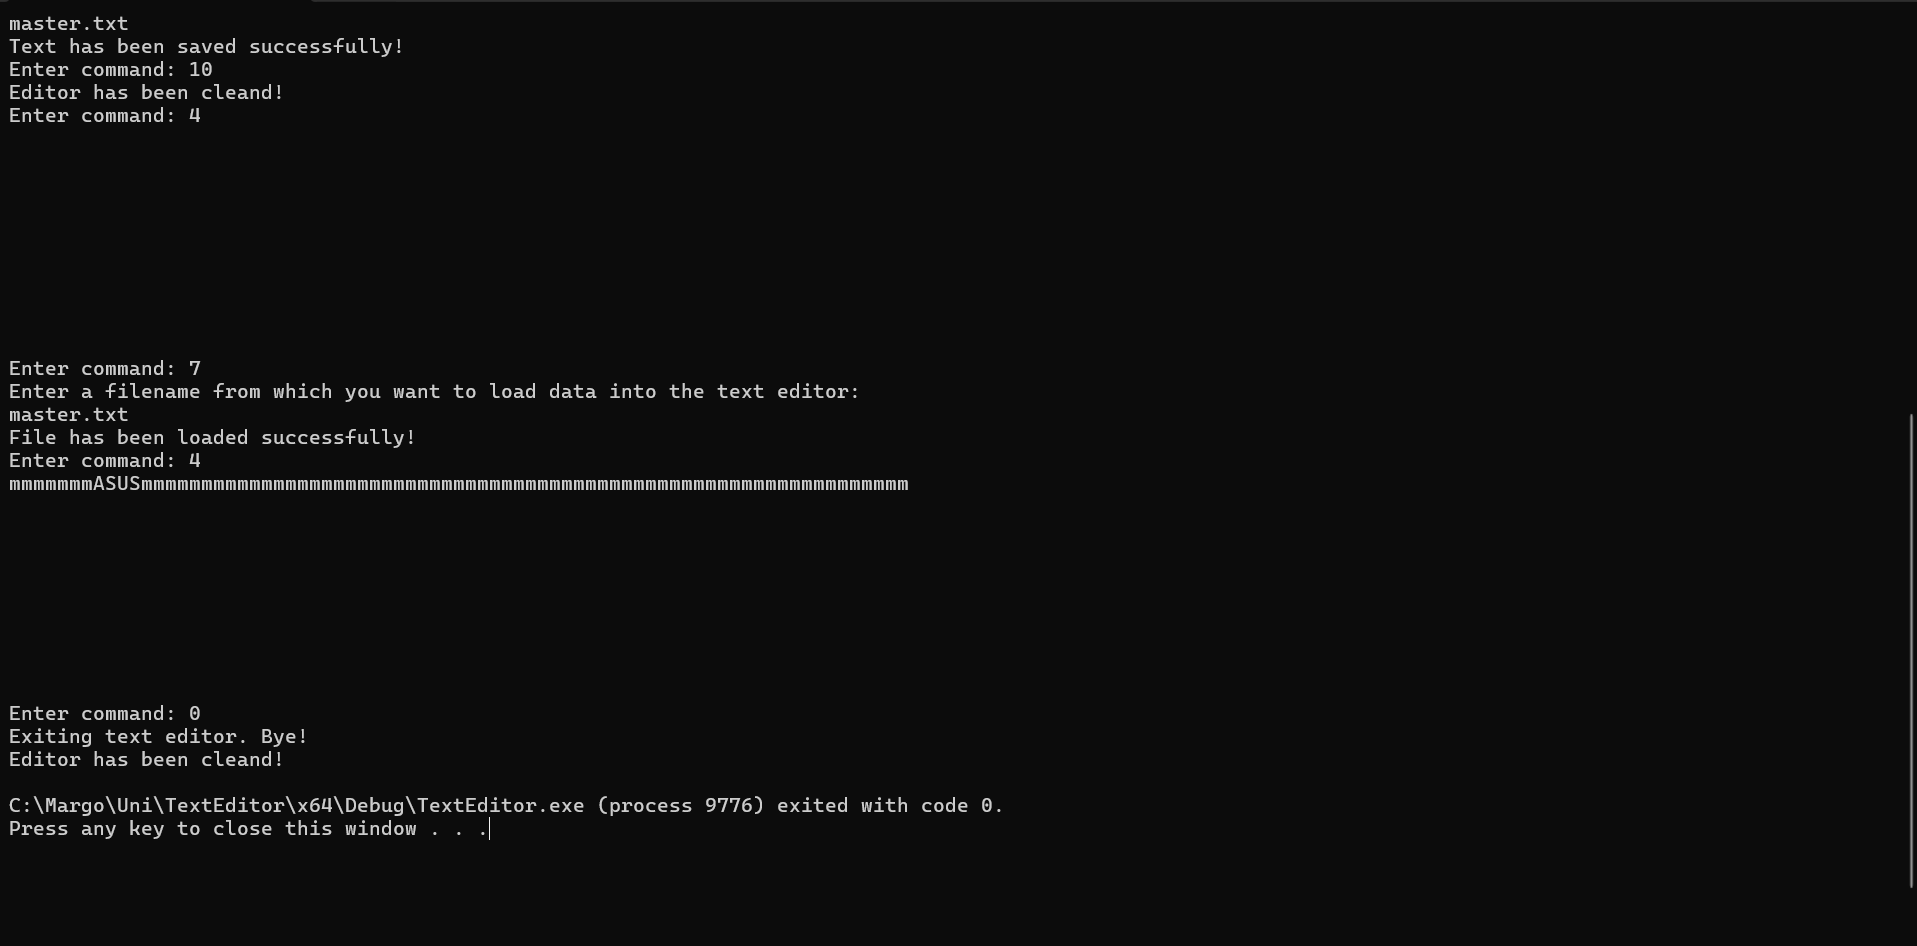 master.txt
Text has been saved successfully!
Enter command: 10
Editor has been cleand!
Enter command: 4
Enter command: 7
Enter a filename from which you want to load data into the text editor:
master.txt
File has been loaded successfully!
Enter command: 4
mmmmmmmASUSmmmmmmmmmmmmmmmmmmmmmmmmmmmmmmmmmmmmmmmmmmmmmmmmmmmmmmmmmmmmmmmm
Enter command: 0
Exiting text editor. Bye!
Editor has been cleand!
C:\Margo\Uni\TextEditor\x64\Debug\TextEditor.exe (process 9776) exited with code 0.
Press any key to close this window . . .